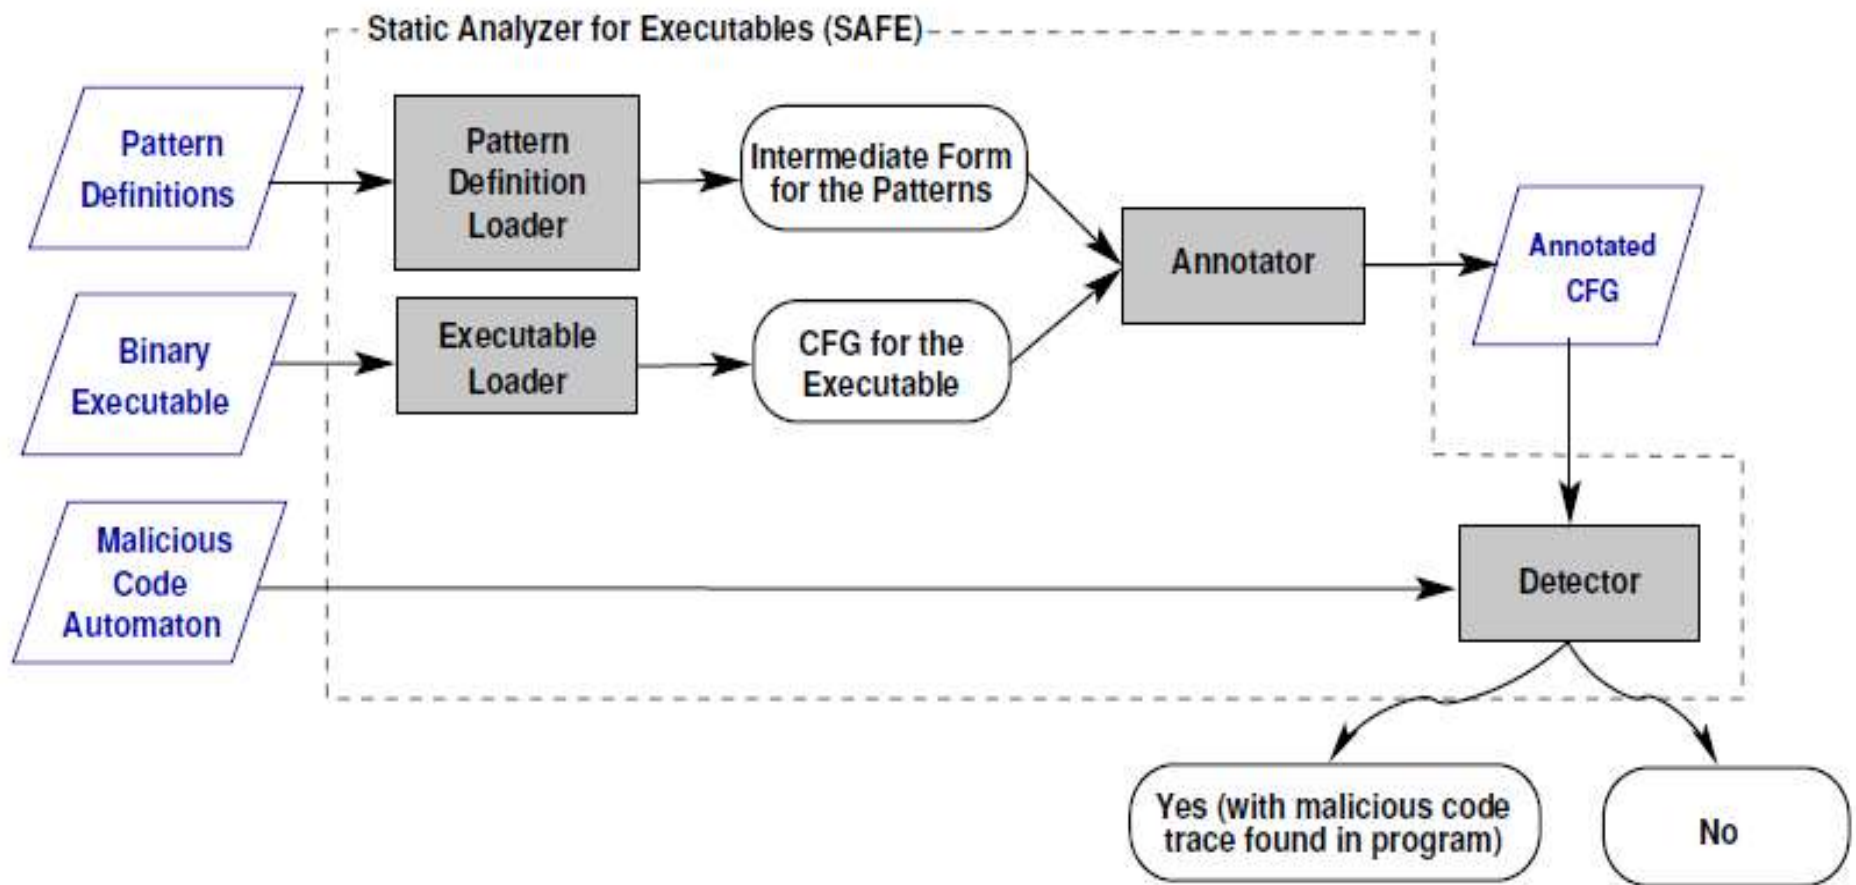 Static Analyzer for Executables (SAFE)
Pattern
Definitions
Pattern
Definition
Loader
Intermediate Form
for the Patterns
Annotator
Annotated
CFG
Binary
Executable
Executable
Loader
CFG for the
Executable
Malicious
Code
Automaton
Detector
Yes (with malicious code
trace found in program)
No